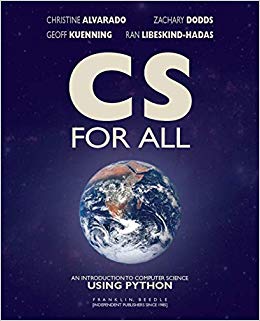 CHRISTINE ALVARADO ZACHARY DODDS
GEOFF KUENNING RAN LIBESKIND-HADAS
CS
FOR ALL
AN INTRODUCTION TO COMPUTER SCIENCE
USING PYTHON
FRANKLIN, BEEDLE
[INDEPENDENT PUBLISHERS SINCE 1985]